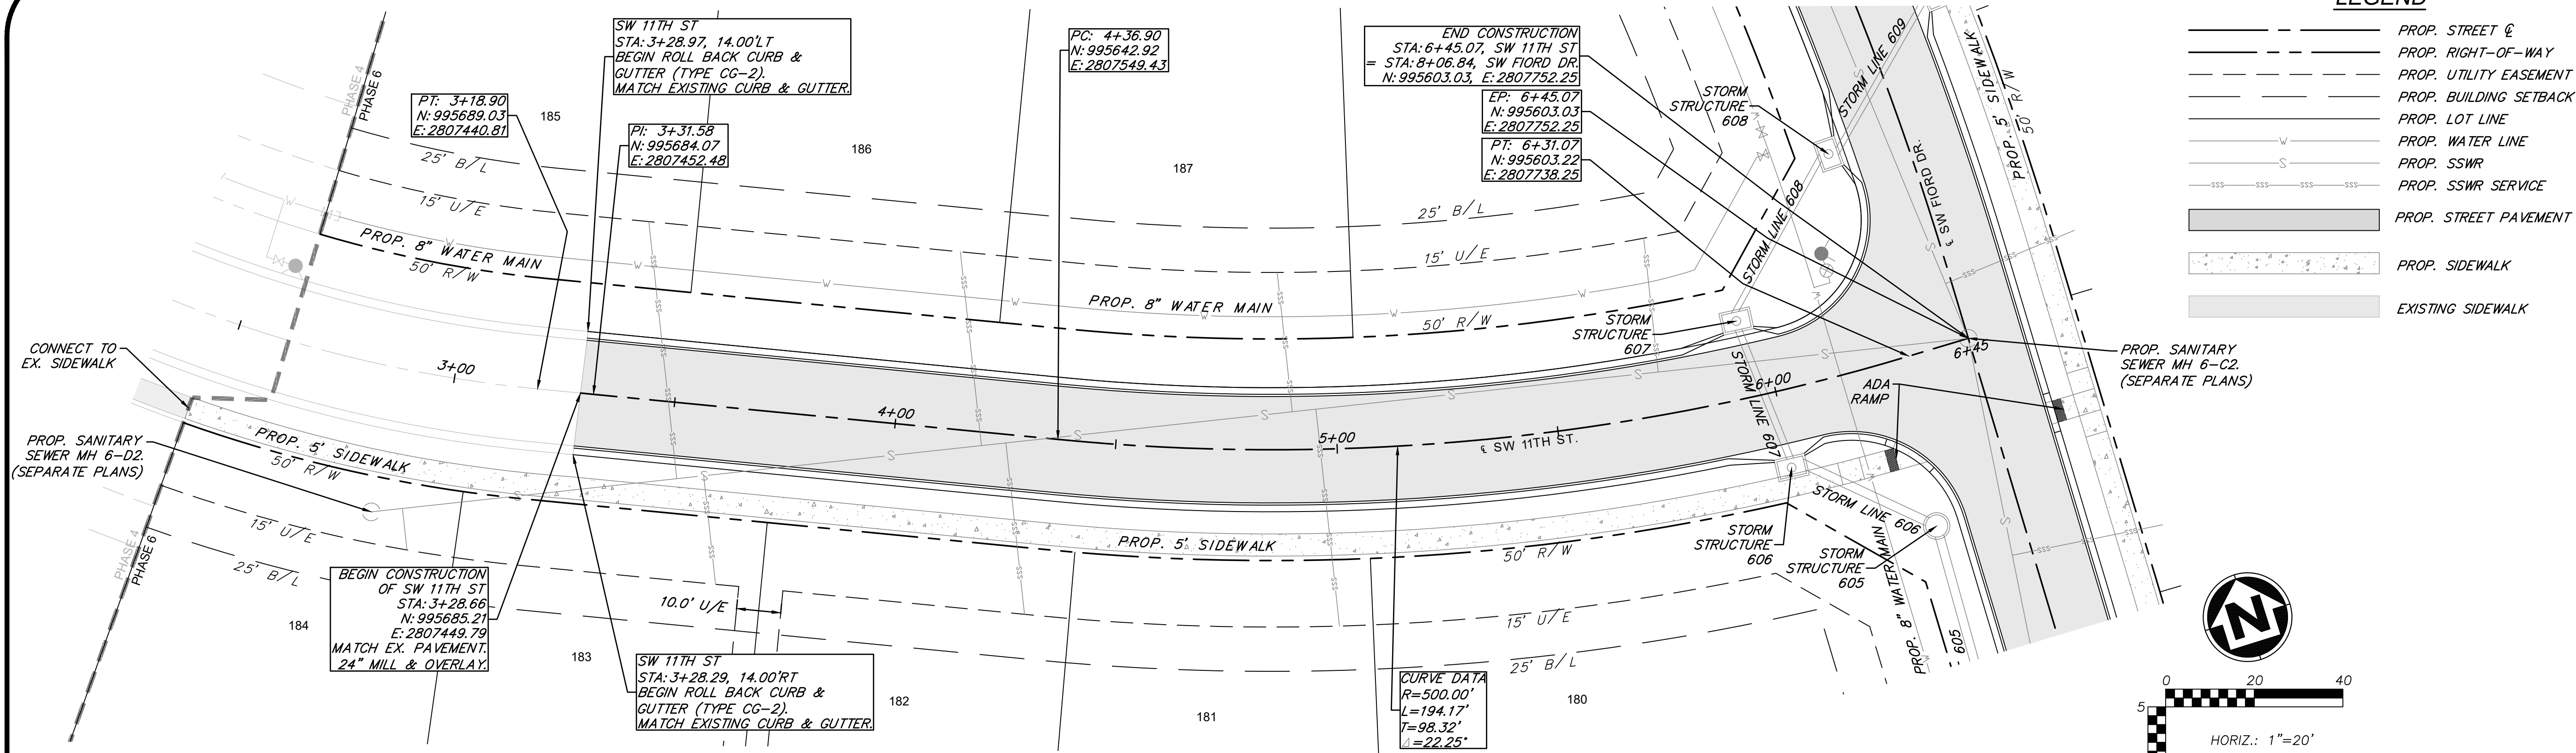 LEGEND
PROP. STREET ℄
PROP. RIGHT-OF-WAY
PROP. UTILITY EASEMENT
PROP. BUILDING SETBACK
PROP. LOT LINE
W
PROP. WATER LINE
S
PROP. SSWR
SSS SSS SSS SSS
PROP. SSWR SERVICE
PROP. STREET PAVEMENT
PROP. SIDEWALK
EXISTING SIDEWALK
PHASE 4
PHASE 6
PT: 3+18.90
N: 995689.03
E: 2807440.81
185
SW 11TH ST
STA: 3+28.97, 14.00'LT
BEGIN ROLL BACK CURB &
GUTTER (TYPE CG-2).
MATCH EXISTING CURB & GUTTER.
PI: 3+31.58
N: 995684.07
E: 2807452.48
PC: 4+36.90
N: 995642.92
E: 2807549.43
186
187
END CONSTRUCTION
STA: 6+45.07, SW 11TH ST
= STA: 8+06.84, SW FIORD DR.
N: 995603.03, E: 2807752.25
EP: 6+45.07
N: 995603.03
E: 2807752.25
PT: 6+31.07
N: 995603.22
E: 2807738.25
STORM
STRUCTURE
608
STORM LINE 609
STORM LINE 608
PROP. 5' SIDEWALK
50' R/W
℄ SW FIORD DR.
25' B/L
15' U/E
PROP. 8" WATER MAIN
50' R/W
PROP. 8" WATER MAIN
25' B/L
15' U/E
50' R/W
STORM
STRUCTURE
607
STORM LINE 607
CONNECT TO
EX. SIDEWALK
3+00
4+00
5+00
6+00
6+45
℄ SW 11TH ST.
ADA
RAMP
PROP. SANITARY
SEWER MH 6-C2.
(SEPARATE PLANS)
PROP. SANITARY
SEWER MH 6-D2.
(SEPARATE PLANS)
PROP. 5' SIDEWALK
50' R/W
PROP. 5' SIDEWALK
50' R/W
STORM LINE 606
STORM
STRUCTURE
606
STORM
STRUCTURE
605
PROP. 8" WATER MAIN
605
PHASE 4
PHASE 6
15' U/E
25' B/L
BEGIN CONSTRUCTION
OF SW 11TH ST
STA: 3+28.66
N: 995685.21
E: 2807449.79
MATCH EX. PAVEMENT.
24" MILL & OVERLAY.
184
183
10.0' U/E
SW 11TH ST
STA: 3+28.29, 14.00'RT
BEGIN ROLL BACK CURB &
GUTTER (TYPE CG-2).
MATCH EXISTING CURB & GUTTER.
182
181
15' U/E
25' B/L
CURVE DATA
R=500.00'
L=194.17'
T=98.32'
△=22.25°
180
N
0 20 40
5
HORIZ.: 1"=20'